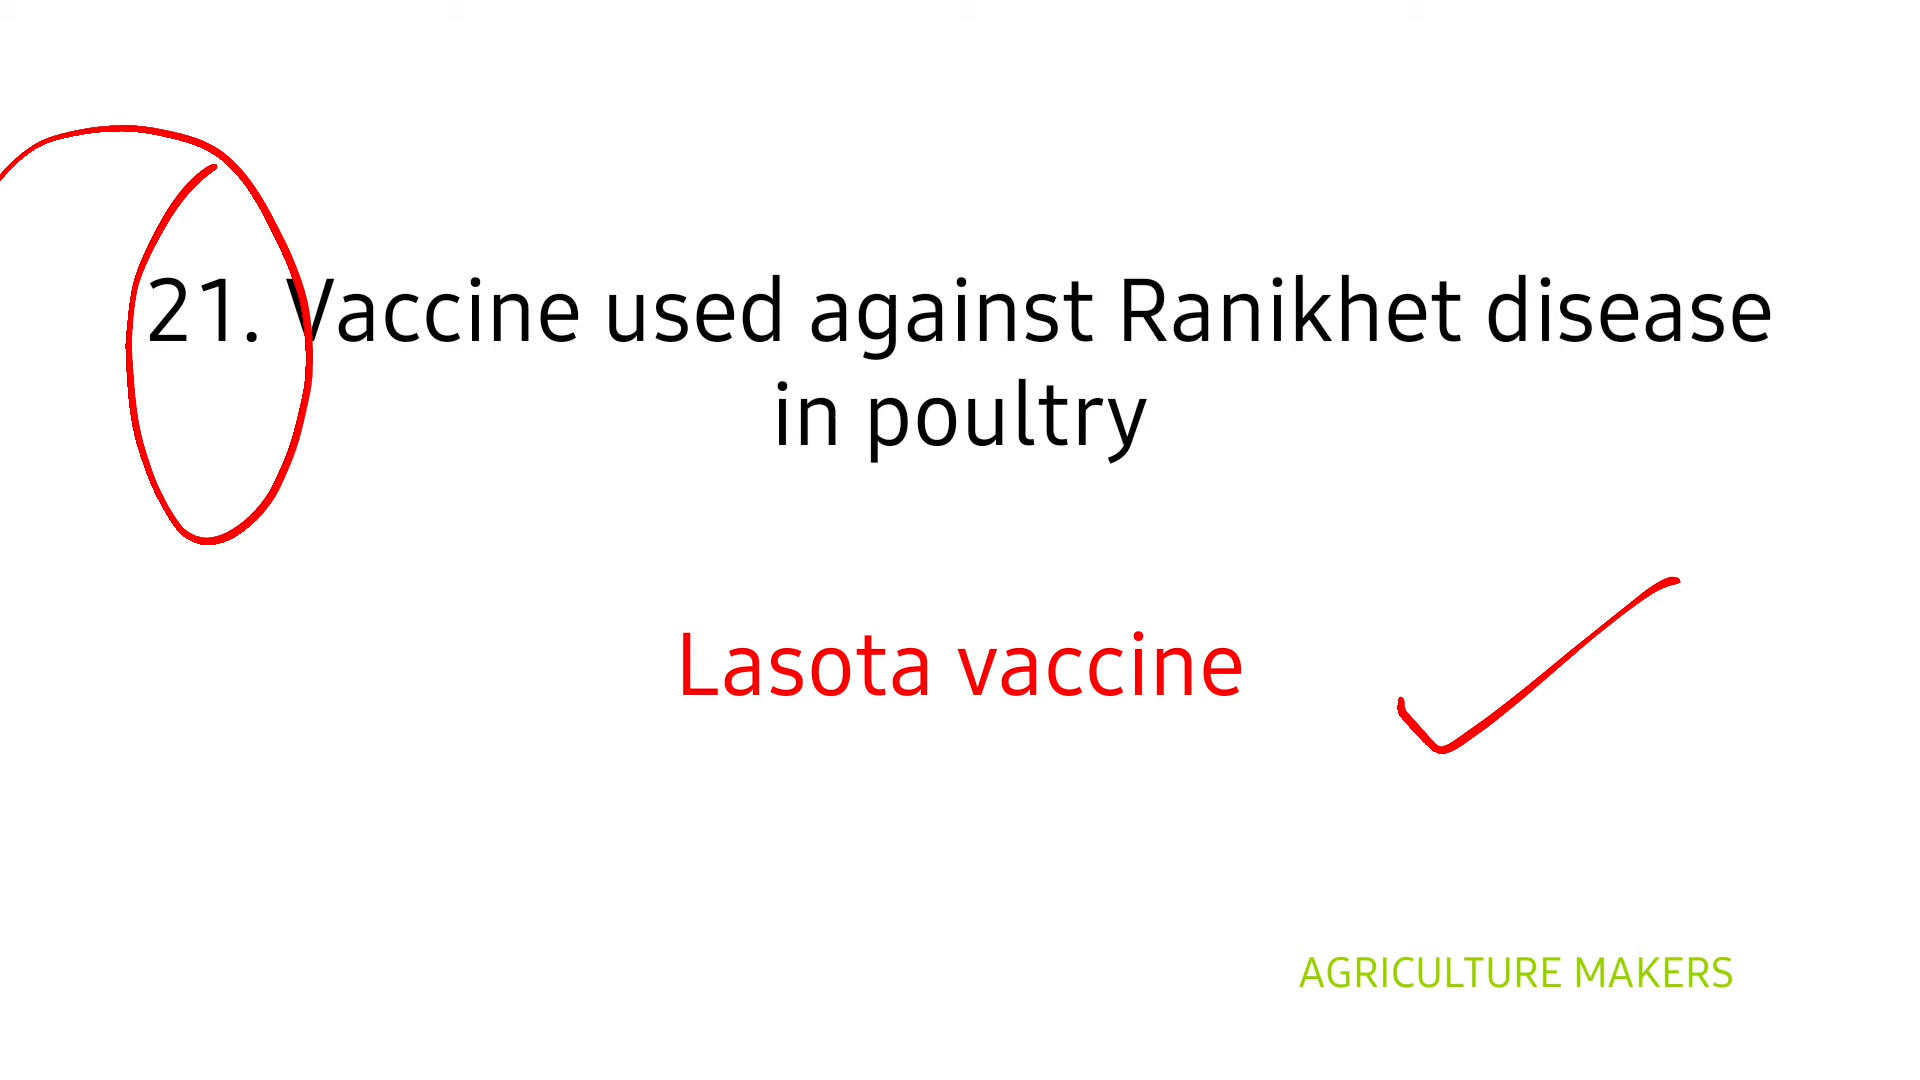 21. Vaccine used against Ranikhet disease
in poultry
Lasota vaccine
AGRICULTURE MAKERS